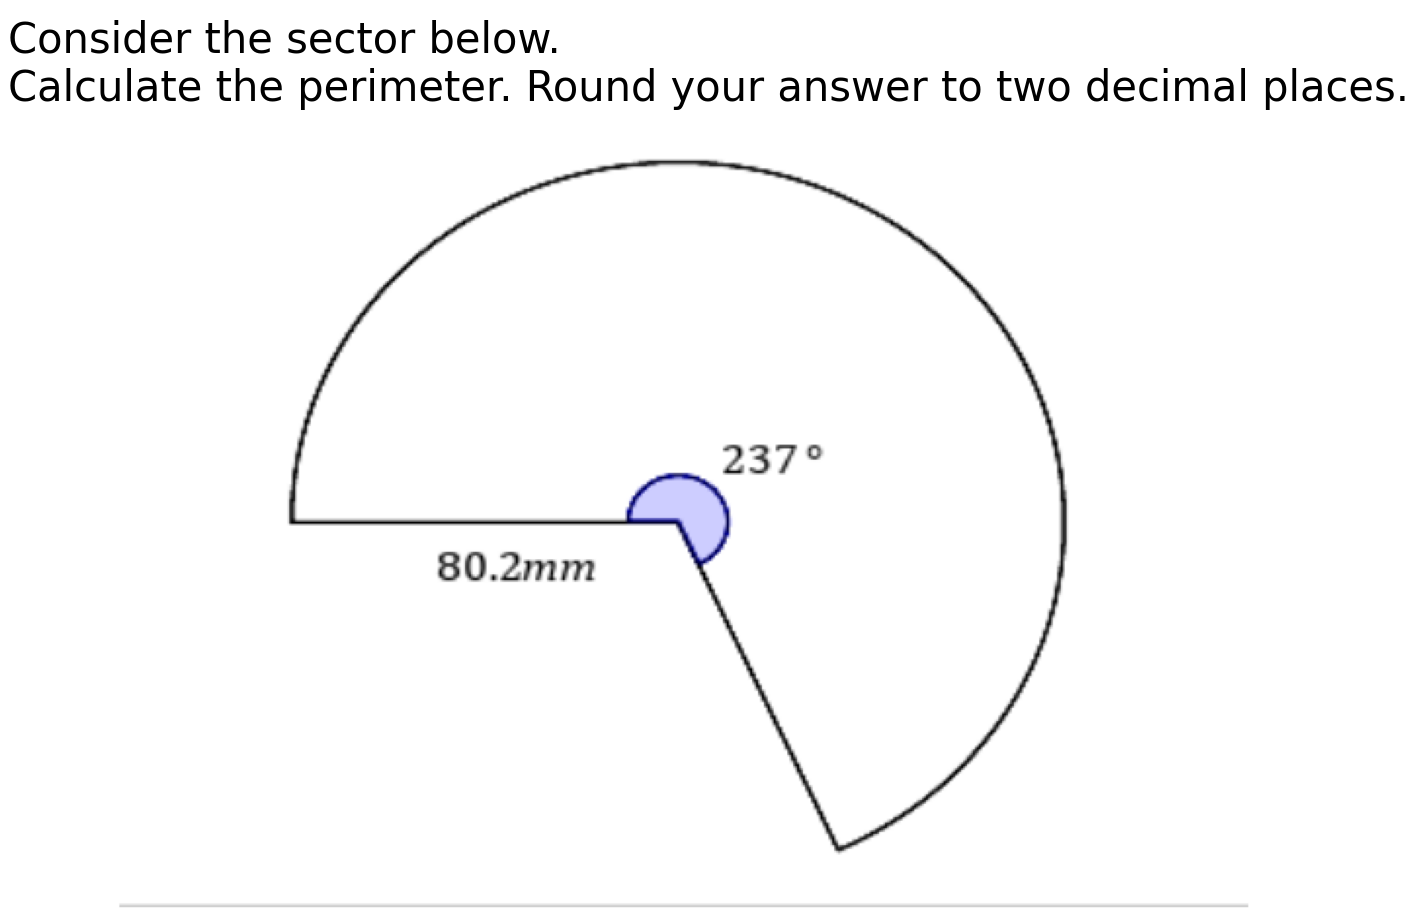 Consider the sector below.
Calculate the perimeter. Round your answer to two decimal places.
237°
80.2mm